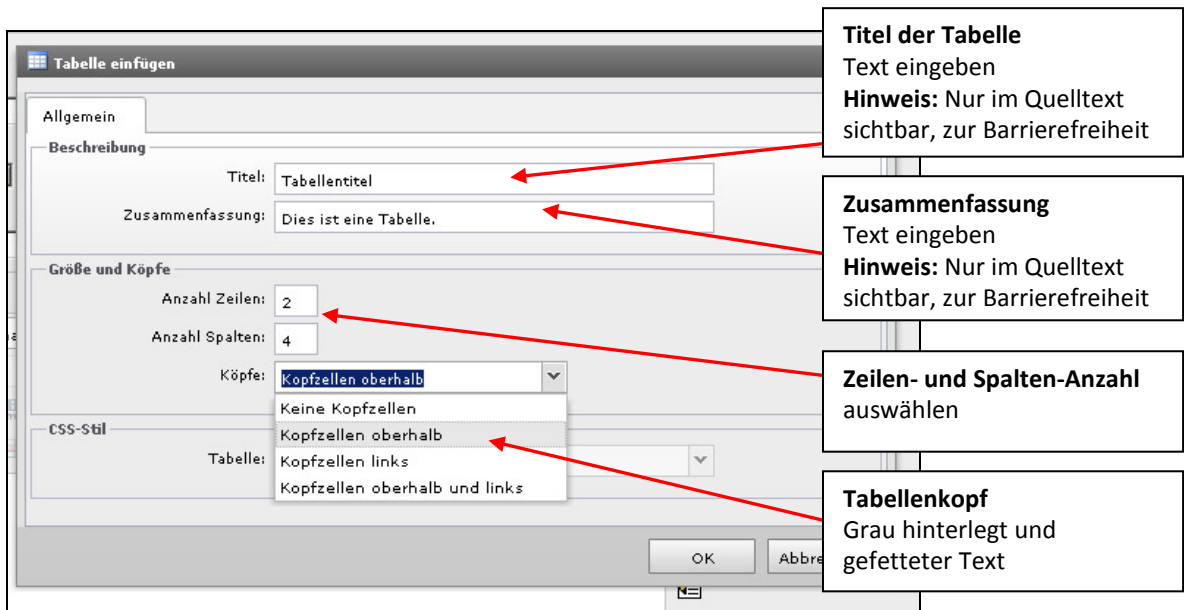 Titel der Tabelle
Text eingeben
Hinweis: Nur im Quelltext
sichtbar, zur Barrierefreiheit
Tabelle einfügen
Allgemein
Beschreibung
Titel: Tabellentitel
Zusammenfassung: Dies ist eine Tabelle.
Zusammenfassung
Text eingeben
Hinweis: Nur im Quelltext
sichtbar, zur Barrierefreiheit
Größe und Köpfe
Anzahl Zeilen: 2
Anzahl Spalten: 4
Köpfe: Kopfzellen oberhalb
Keine Kopfzellen
Kopfzellen oberhalb
Kopfzellen links
Kopfzellen oberhalb und links
Zeilen- und Spalten-Anzahl
auswählen
CSS-Stil
Tabelle:
Tabellenkopf
Grau hinterlegt und
gefetteter Text
OK
Abbre